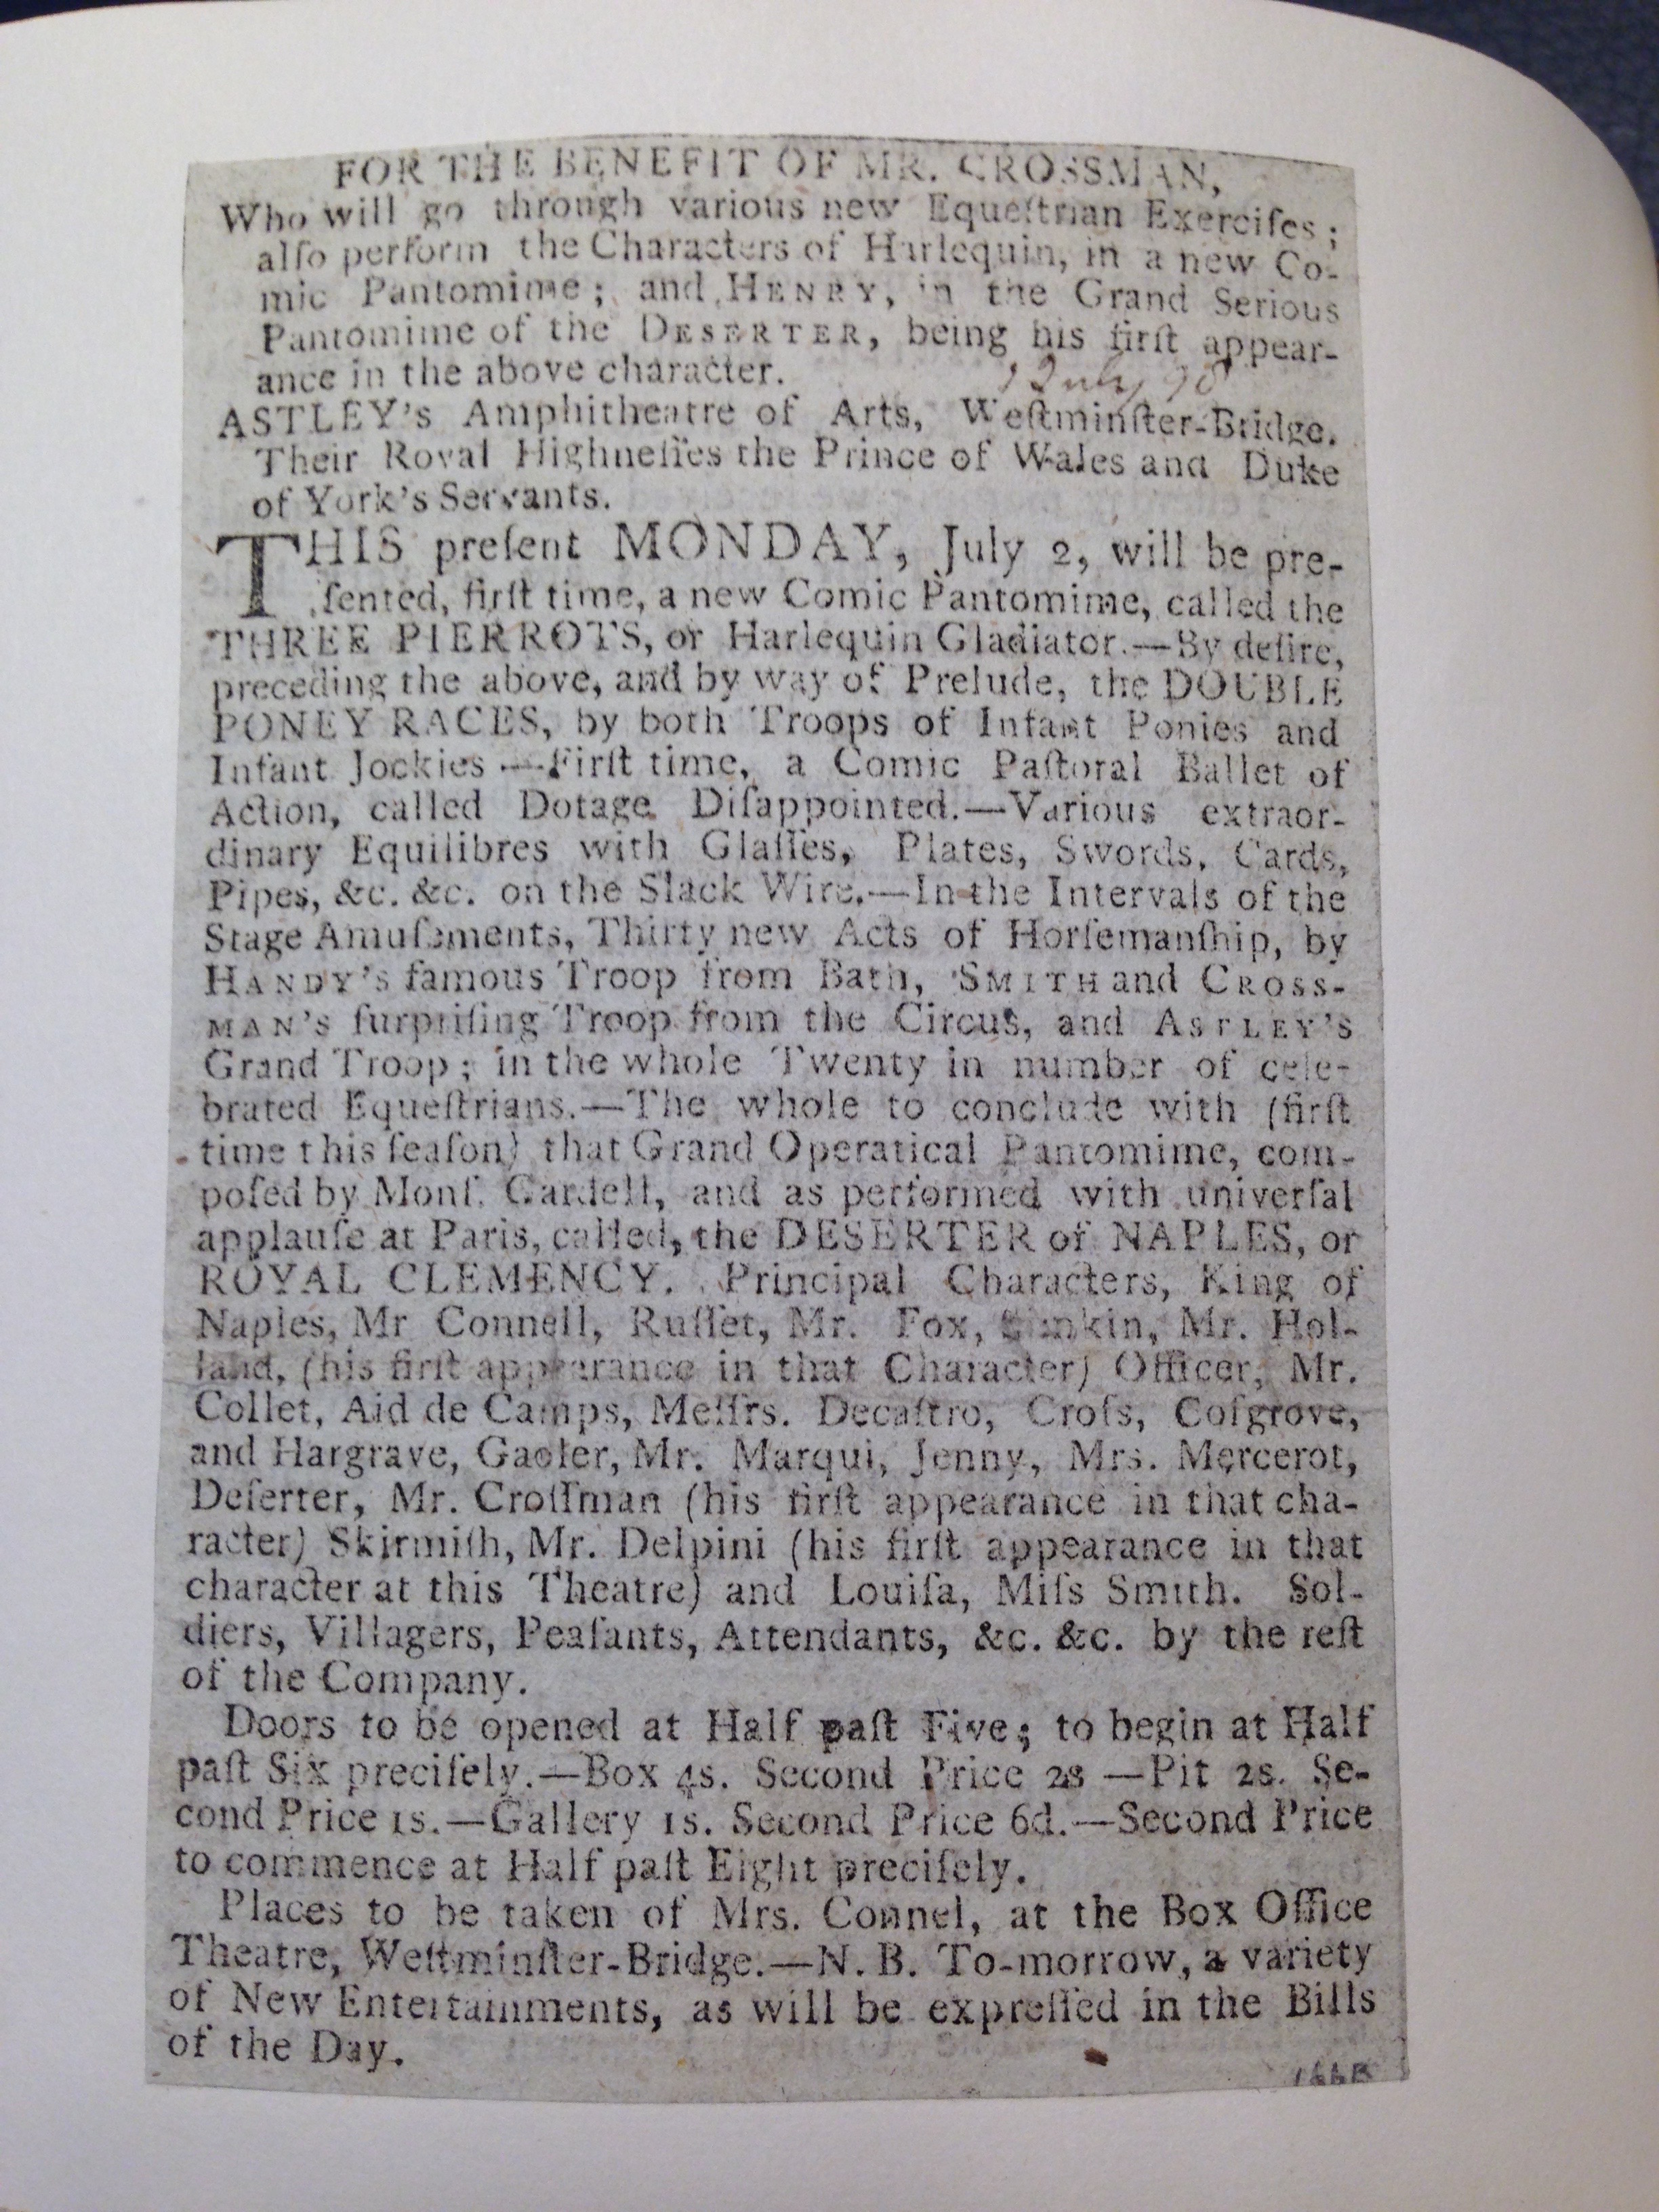 FOR THE BENEFIT OF MR. CROSSMAN,
Who will go through various new Equeſtrian Exerciſes;
alſo perform the Characters of Harlequin, in a new Co-
mic Pantomime; and HENRY, in the Grand Serious
Pantomime of the DESERTER, being his firſt appear-
ance in the above character.
July
ASTLEY's Amphitheatre of Arts, Weſtminſter-Bridge.
Their Royal Highneſſes the Prince of Wales and Duke
of York's Servants.
THIS preſent MONDAY, July 2, will be pre-
ſented, firſt time, a new Comic Pantomime, called the
THREE PIERROTS, or Harlequin Gladiator.—By deſire,
preceding the above, and by way of Prelude, the DOUBLE
PONEY RACES, by both Troops of Infant Ponies and
Infant Jockies —Firſt time, a Comic Paſtoral Ballet of
Action, called Dotage Diſappointed.—Various extraor-
dinary Equilibres with Glaſſes, Plates, Swords, Cards,
Pipes, &c. &c. on the Slack Wire.—In the Intervals of the
Stage Amuſements, Thirty new Acts of Horſemanſhip, by
HANDY'S famous Troop from Bath, SMITH and CROSS-
MAN'S ſurpriſing Troop from the Circus, and ASTLEY'S
Grand Troop; in the whole Twenty in number of cele-
brated Equeſtrians.—The whole to conclude with (firſt
time this ſeaſon) that Grand Operatical Pantomime, com-
poſed by Monſ. Gardell, and as performed with univerſal
applauſe at Paris, called, the DESERTER of NAPLES, or
ROYAL CLEMENCY. Principal Characters, King of
Naples, Mr Connell, Ruſſet, Mr. Fox, Mr. Hol-
land, (his firſt appearance in that Character) Officer, Mr.
Collet, Aid de Camps, Meſſrs. Decaſtro, Croſs, Coſgrove,
and Hargrave, Gaoler, Mr. Marqui, Jenny, Mrs. Mercerot,
Deſerter, Mr. Croſſman (his firſt appearance in that cha-
racter) Skirmiſh, Mr. Delpini (his firſt appearance in that
character at this Theatre) and Louiſa, Miſs Smith. Sol-
diers, Villagers, Peaſants, Attendants, &c. &c. by the reſt
of the Company.
Doors to be opened at Half paſt Five; to begin at Half
paſt Six preciſely.—Box 4s. Second Price 2s —Pit 2s. Se-
cond Price 1s.—Gallery 1s. Second Price 6d.—Second Price
to commence at Half paſt Eight preciſely.
Places to be taken of Mrs. Connel, at the Box Office
Theatre, Weſtminſter-Bridge.—N. B. To-morrow, a variety
of New Entertainments, as will be expreſſed in the Bills
of the Day.